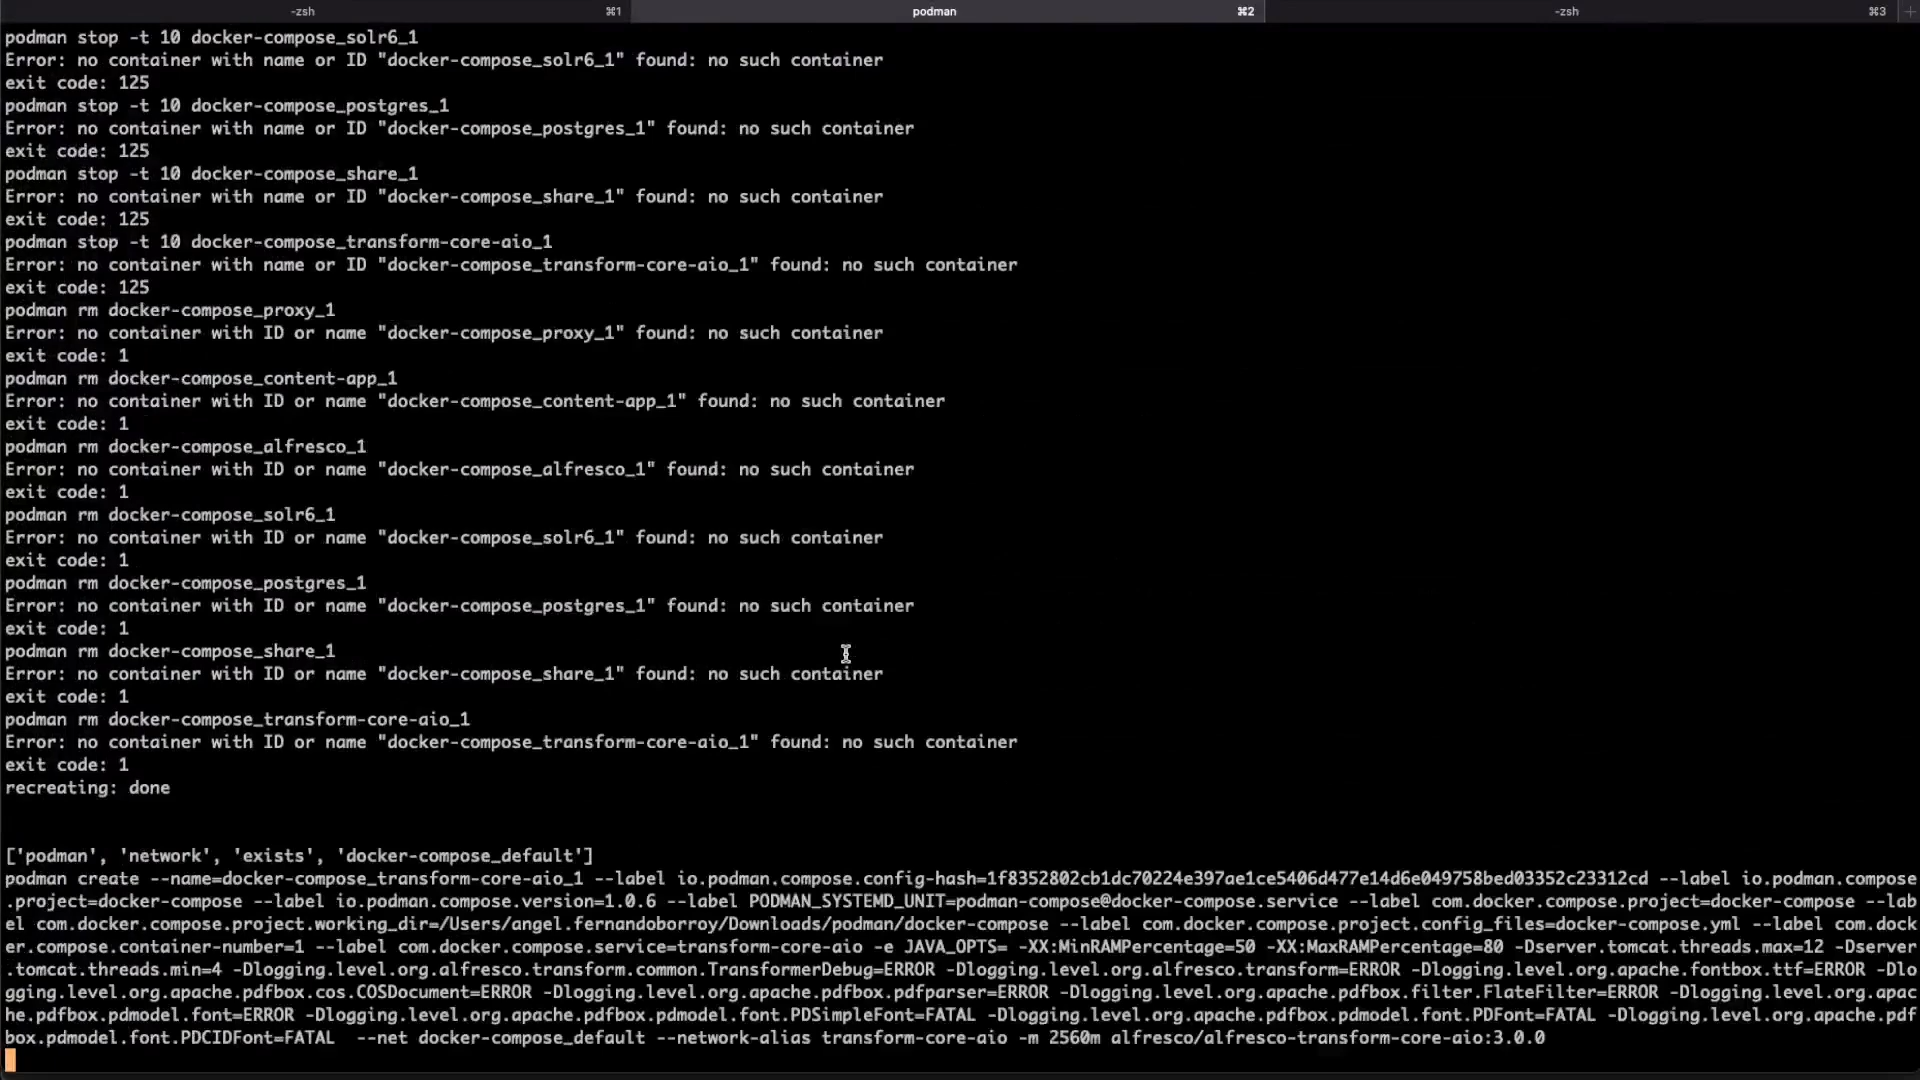 -zsh ⌘1 podman ⌘2 -zsh ⌘3 +
podman stop -t 10 docker-compose_solr6_1
Error: no container with name or ID "docker-compose_solr6_1" found: no such container
exit code: 125
podman stop -t 10 docker-compose_postgres_1
Error: no container with name or ID "docker-compose_postgres_1" found: no such container
exit code: 125
podman stop -t 10 docker-compose_share_1
Error: no container with name or ID "docker-compose_share_1" found: no such container
exit code: 125
podman stop -t 10 docker-compose_transform-core-aio_1
Error: no container with name or ID "docker-compose_transform-core-aio_1" found: no such container
exit code: 125
podman rm docker-compose_proxy_1
Error: no container with ID or name "docker-compose_proxy_1" found: no such container
exit code: 1
podman rm docker-compose_content-app_1
Error: no container with ID or name "docker-compose_content-app_1" found: no such container
exit code: 1
podman rm docker-compose_alfresco_1
Error: no container with ID or name "docker-compose_alfresco_1" found: no such container
exit code: 1
podman rm docker-compose_solr6_1
Error: no container with ID or name "docker-compose_solr6_1" found: no such container
exit code: 1
podman rm docker-compose_postgres_1
Error: no container with ID or name "docker-compose_postgres_1" found: no such container
exit code: 1
podman rm docker-compose_share_1
Error: no container with ID or name "docker-compose_share_1" found: no such container
exit code: 1
podman rm docker-compose_transform-core-aio_1
Error: no container with ID or name "docker-compose_transform-core-aio_1" found: no such container
exit code: 1
recreating: done
['podman', 'network', 'exists', 'docker-compose_default']
podman create --name=docker-compose_transform-core-aio_1 --label io.podman.compose.config-hash=1f8352802cb1dc70224e397ae1ce5406d477e14d6e049758bed03352c23312cd --label io.podman.compose
.project=docker-compose --label io.podman.compose.version=1.0.6 --label PODMAN_SYSTEMD_UNIT=podman-compose@docker-compose.service --label com.docker.compose.project=docker-compose --lab
el com.docker.compose.project.working_dir=/Users/angel.fernandoborroy/Downloads/podman/docker-compose --label com.docker.compose.project.config_files=docker-compose.yml --label com.dock
er.compose.container-number=1 --label com.docker.compose.service=transform-core-aio -e JAVA_OPTS= -XX:MinRAMPercentage=50 -XX:MaxRAMPercentage=80 -Dserver.tomcat.threads.max=12 -Dserver
.tomcat.threads.min=4 -Dlogging.level.org.alfresco.transform.common.TransformerDebug=ERROR -Dlogging.level.org.alfresco.transform=ERROR -Dlogging.level.org.apache.fontbox.ttf=ERROR -Dlo
gging.level.org.apache.pdfbox.cos.COSDocument=ERROR -Dlogging.level.org.apache.pdfbox.pdfparser=ERROR -Dlogging.level.org.apache.pdfbox.filter.FlateFilter=ERROR -Dlogging.level.org.apac
he.pdfbox.pdmodel.font=ERROR -Dlogging.level.org.apache.pdfbox.pdmodel.font.PDSimpleFont=FATAL -Dlogging.level.org.apache.pdfbox.pdmodel.font.PDFont=FATAL -Dlogging.level.org.apache.pdf
box.pdmodel.font.PDCIDFont=FATAL  --net docker-compose_default --network-alias transform-core-aio -m 2560m alfresco/alfresco-transform-core-aio:3.0.0